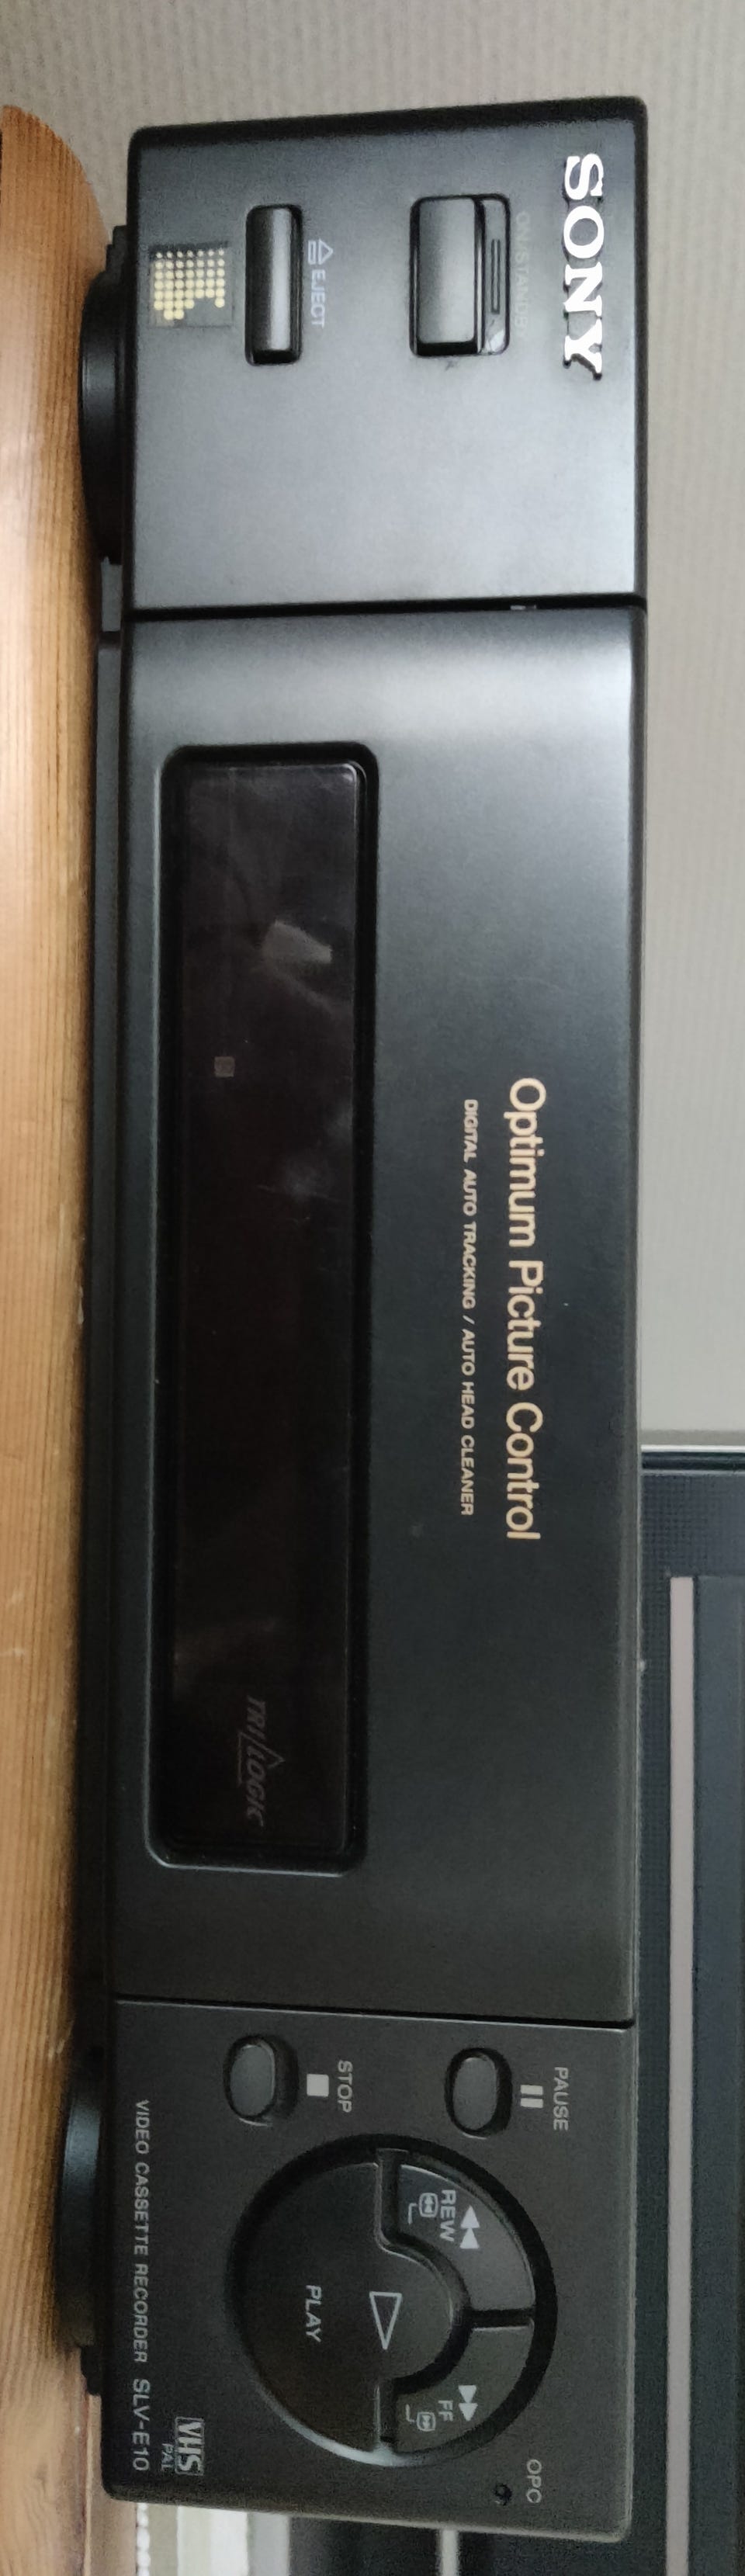 SONY
ON/STANDBY
EJECT
Optimum Picture Control
DIGITAL AUTO TRACKING / AUTO HEAD CLEANER
TRILOGIC
PAUSE
STOP
REW
FF
PLAY
OPC
VHS
PAL
VIDEO CASSETTE RECORDER SLV-E10